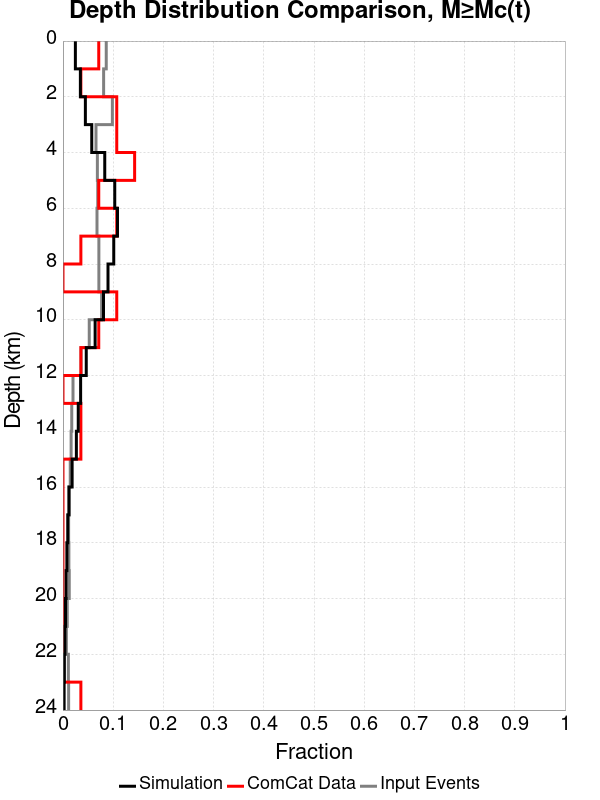 Depth Distribution Comparison, M≥Mc(t)
0
2
4
6
8
10
12
14
16
18
20
22
24
Depth (km)
0 0.1 0.2 0.3 0.4 0.5 0.6 0.7 0.8 0.9 1
Fraction
Simulation ComCat Data Input Events